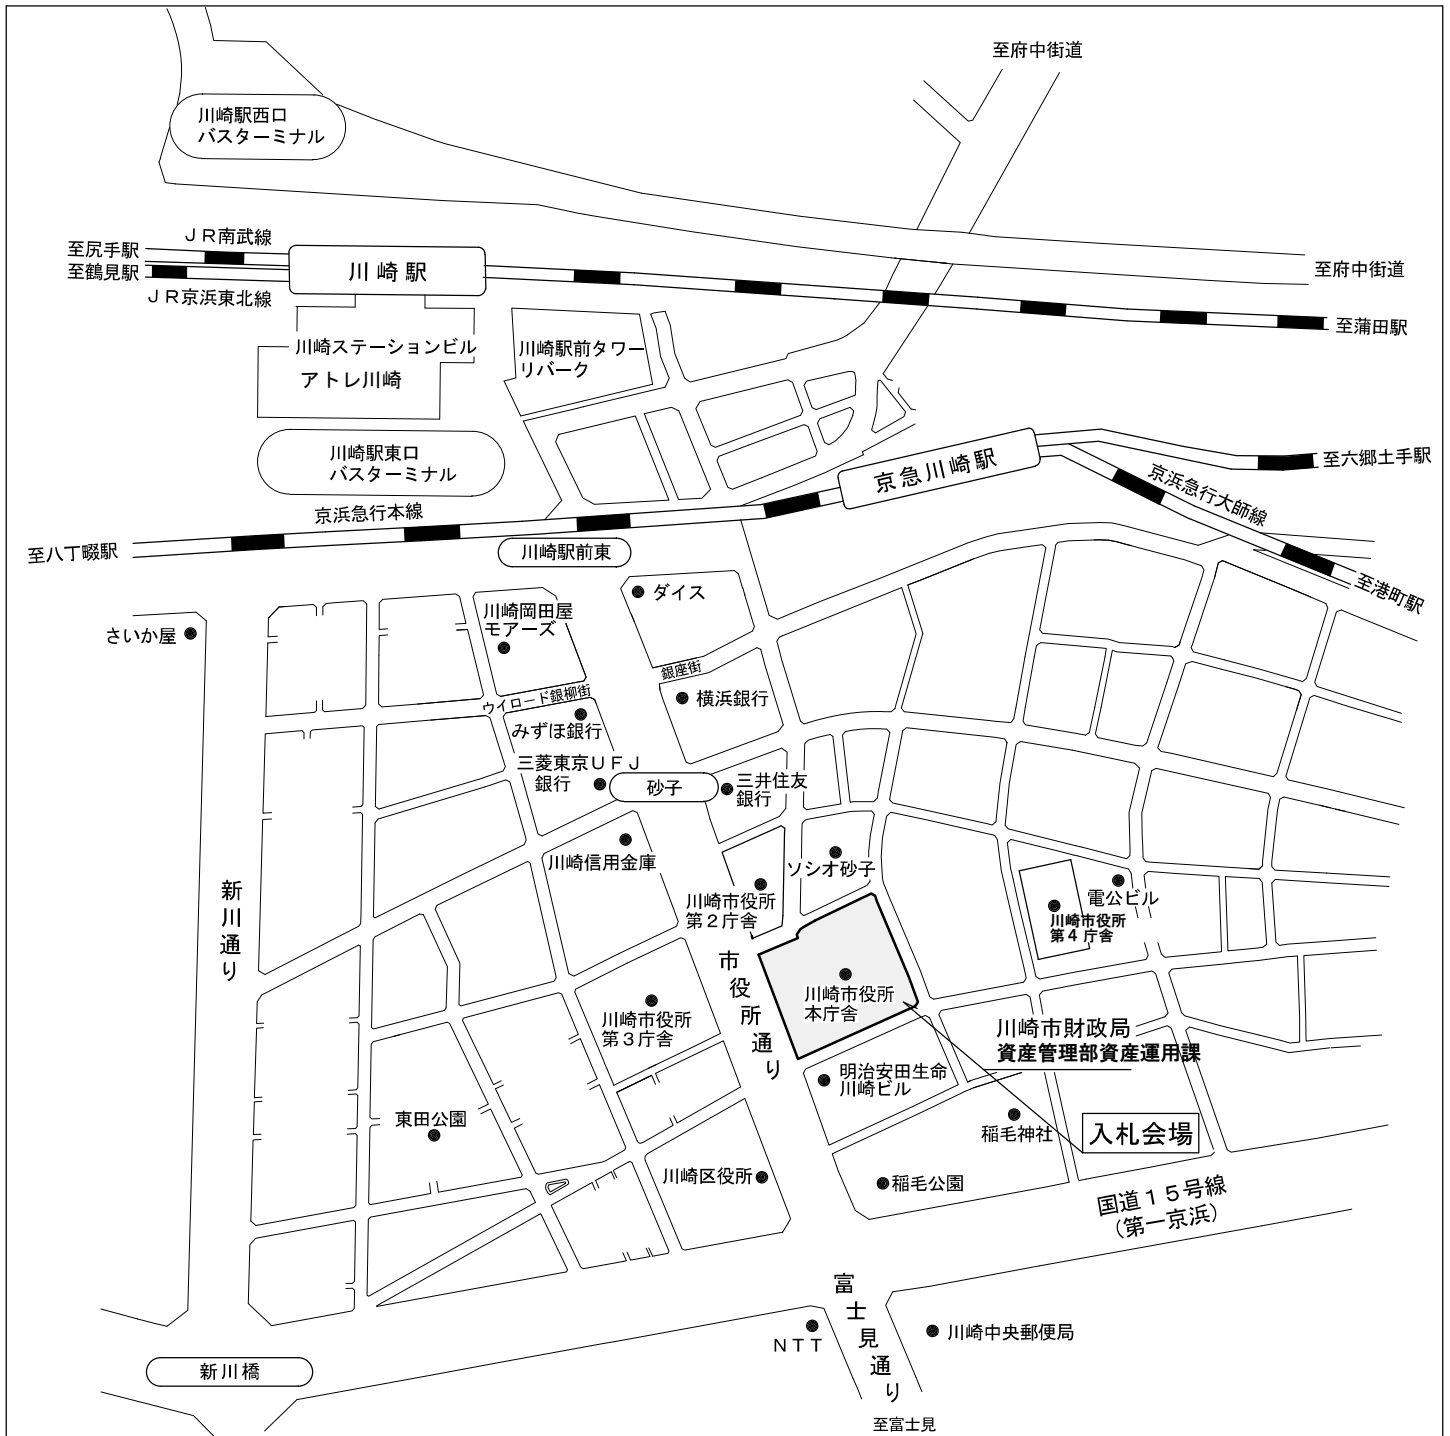 至府中街道
川崎駅西口
バスターミナル
ＪＲ南武線
至尻手駅
至鶴見駅
ＪＲ京浜東北線
川崎駅
至府中街道
至蒲田駅
川崎ステーションビル
アトレ川崎
川崎駅前タワー
リバーク
川崎駅東口
バスターミナル
京急川崎駅
至六郷土手駅
京浜急行大師線
京浜急行本線
至八丁畷駅
川崎駅前東
至港町駅
さいか屋
川崎岡田屋
モアーズ
ダイス
銀座街
ウイロード銀柳街
横浜銀行
みずほ銀行
三菱東京ＵＦＪ
銀行
砂子
三井住友
銀行
川崎信用金庫
ソシオ砂子
川崎市役所
第２庁舎
電公ビル
川崎市役所
第４庁舎
新川通り
市役所通り
川崎市役所
本庁舎
川崎市役所
第３庁舎
川崎市財政局
資産管理部資産運用課
明治安田生命
川崎ビル
東田公園
稲毛神社
入札会場
川崎区役所
稲毛公園
国道１５号線
（第一京浜）
富士見通り
ＮＴＴ
川崎中央郵便局
新川橋
至富士見